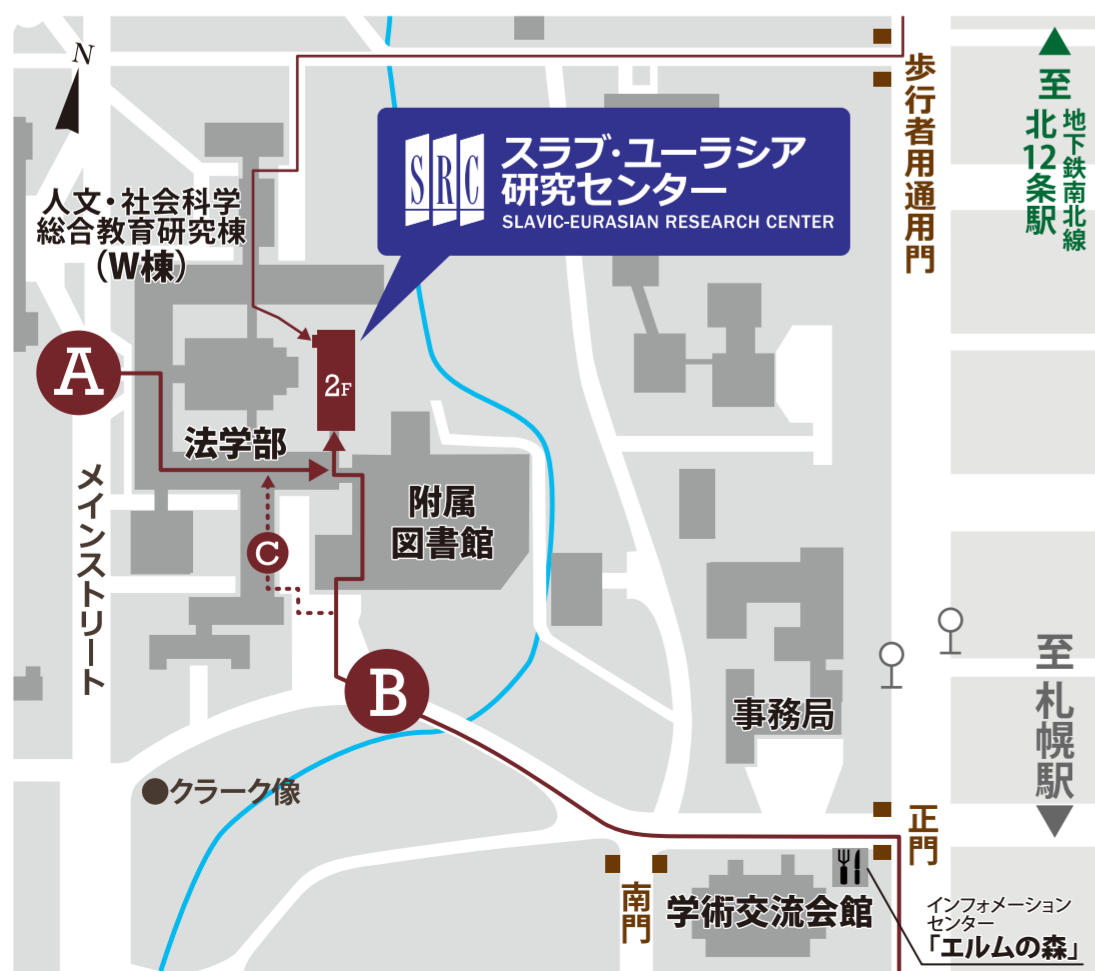 N
SRC
スラブ・ユーラシア
研究センター
SLAVIC-EURASIAN RESEARCH CENTER
歩行者用通用門
至
地下鉄南北線
北12条駅
人文・社会科学
総合教育研究棟
（W棟）
A
2F
法学部
メインストリート
附属
図書館
C
B
事務局
至
札幌駅
●クラーク像
正門
南門
学術交流会館
インフォメーション
センター
「エルムの森」